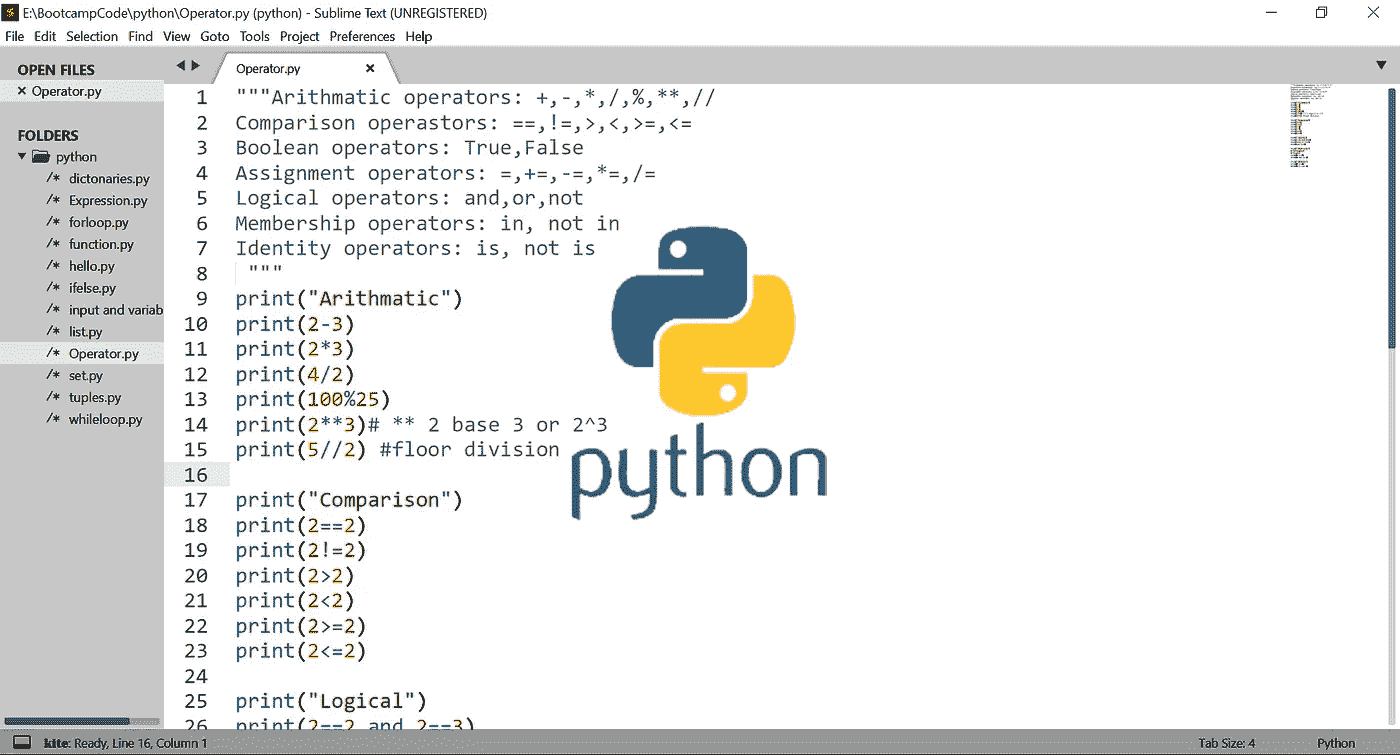 E:\BootcampCode\python\Operator.py (python) - Sublime Text (UNREGISTERED)
File Edit Selection Find View Goto Tools Project Preferences Help
OPEN FILES
Operator.py
FOLDERS
python
dictonaries.py
Expression.py
forloop.py
function.py
hello.py
ifelse.py
input and variab
list.py
Operator.py
set.py
tuples.py
whileloop.py
Operator.py
1 """Arithmatic operators: +,-,*,/,%,**,//
2 Comparison operastors: ==,!=,>,<,>=,<=
3 Boolean operators: True,False
4 Assignment operators: =,+=,-=,*=,/=
5 Logical operators: and,or,not
6 Membership operators: in, not in
7 Identity operators: is, not is
8 """
9 print("Arithmatic")
10 print(2-3)
11 print(2*3)
12 print(4/2)
13 print(100%25)
14 print(2**3)# ** 2 base 3 or 2^3
15 print(5//2) #floor division
16
17 print("Comparison")
18 print(2==2)
19 print(2!=2)
20 print(2>2)
21 print(2<2)
22 print(2>=2)
23 print(2<=2)
24
25 print("Logical")
26 print(2==2 and 2==3)
python
kite: Ready, Line 16, Column 1
Tab Size: 4
Python